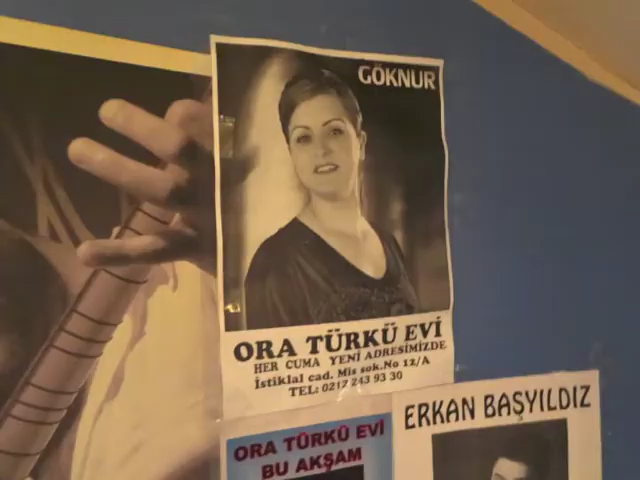 GÖKNUR
ORA TÜRKÜ EVİ
HER CUMA YENİ ADRESİMİZDE
İstiklal cad. Mis sok.No 12/A
TEL: 0212 243 93 30
ORA TÜRKÜ EVİ
BU AKŞAM
ERKAN BAŞYILDIZ